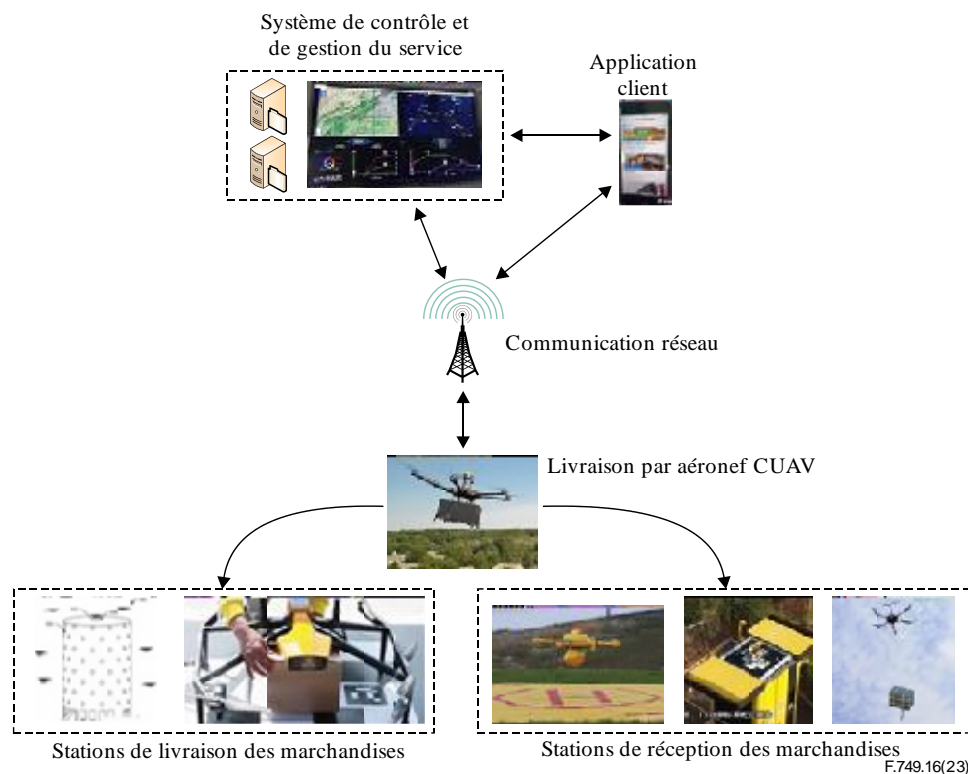 Système de contrôle et
de gestion du service
Application
client
Communication réseau
Livraison par aéronef CUAV
Stations de livraison des marchandises
Stations de réception des marchandises
F.749.16(23)